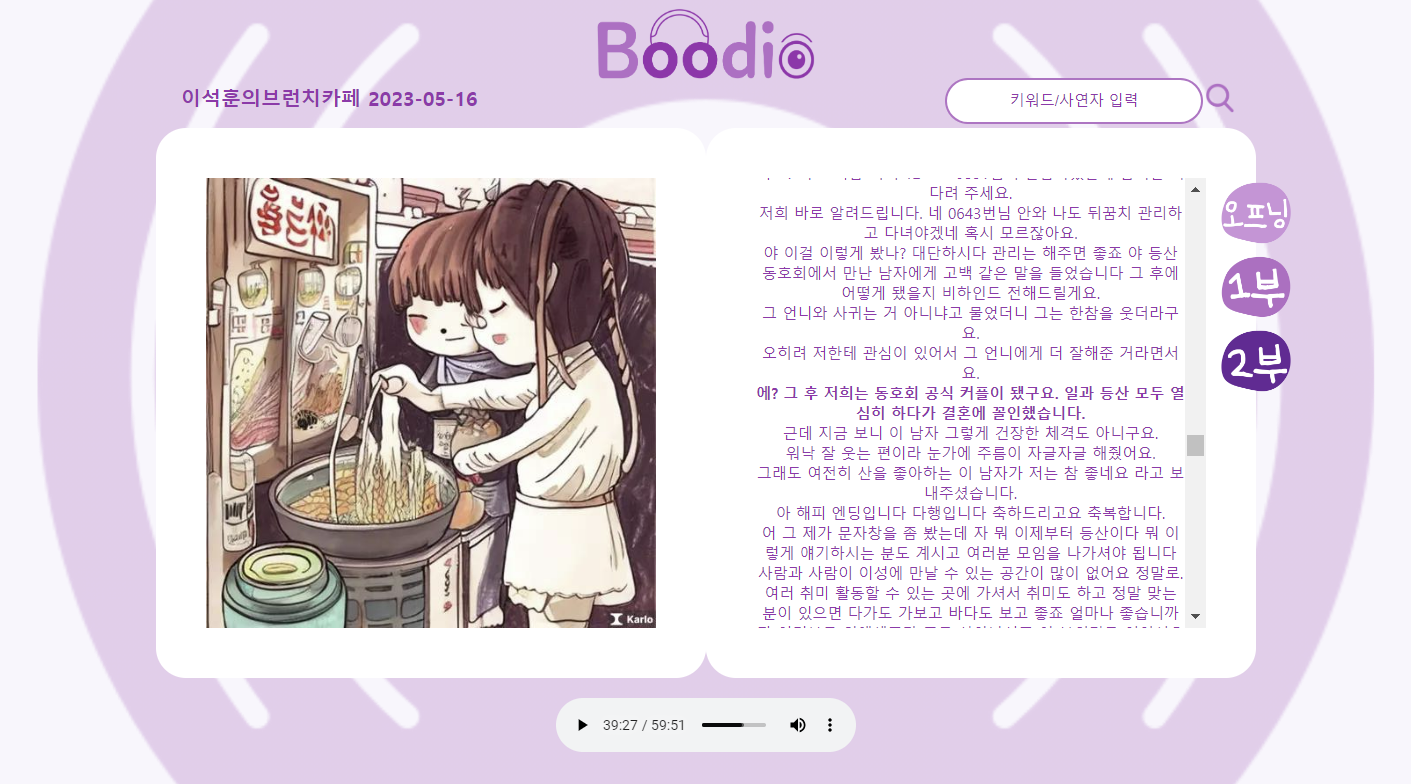 Boodio
이석훈의브런치카페 2023-05-16
키워드/사연자 입력
Karlo
다려 주세요.
저희 바로 알려드립니다. 네 0643번님 안와 나도 뒤꿈치 관리하
고 다녀야겠네 혹시 모르잖아요.
야 이걸 이렇게 봤나? 대단하시다 관리는 해주면 좋죠 야 등산
동호회에서 만난 남자에게 고백 같은 말을 들었습니다 그 후에
어떻게 됐을지 비하인드 전해드릴게요.
그 언니와 사귀는 거 아니냐고 물었더니 그는 한참을 웃더라구
요.
오히려 저한테 관심이 있어서 그 언니에게 더 잘해준 거라면서
요.
에? 그 후 저희는 동호회 공식 커플이 됐구요. 일과 등산 모두 열
심히 하다가 결혼에 꼴인했습니다.
근데 지금 보니 이 남자 그렇게 건장한 체격도 아니구요.
워낙 잘 웃는 편이라 눈가에 주름이 자글자글 해줬어요.
그래도 여전히 산을 좋아하는 이 남자가 저는 참 좋네요 라고 보
내주셨습니다.
아 해피 엔딩입니다 다행입니다 축하드리고요 축복합니다.
어 그 제가 문자창을 좀 봤는데 자 뭐 이제부터 등산이다 뭐 이
렇게 얘기하시는 분도 계시고 여러분 모임을 나가셔야 됩니다
사람과 사람이 이성에 만날 수 있는 공간이 많이 없어요 정말로.
여러 취미 활동할 수 있는 곳에 가셔서 취미도 하고 정말 맞는
분이 있으면 다가도 가보고 바다도 보고 좋죠 얼마나 좋습니까
오프닝
1부
2부
39:27 / 59:51